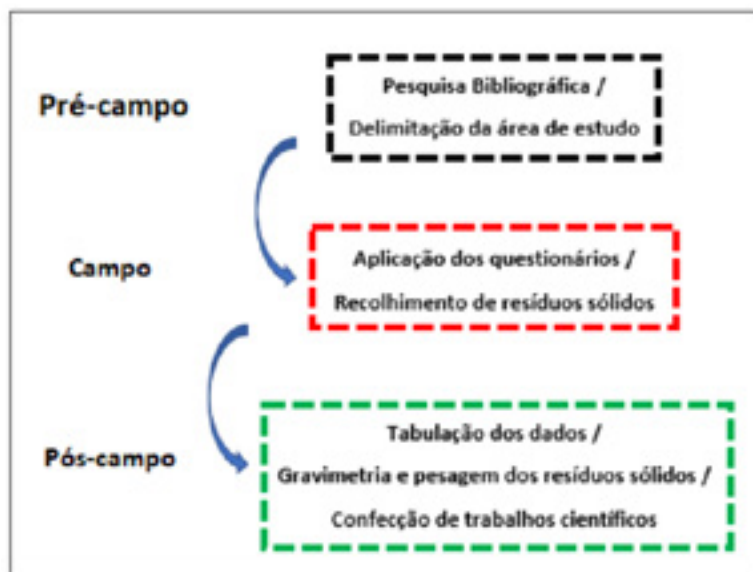 Pré-campo
Pesquisa Bibliográfica /
Delimitação da área de estudo
Campo
Aplicação dos questionários /
Recolhimento de resíduos sólidos
Pós-campo
Tabulação dos dados /
Gravimetria e pesagem dos resíduos sólidos /
Confecção de trabalhos científicos